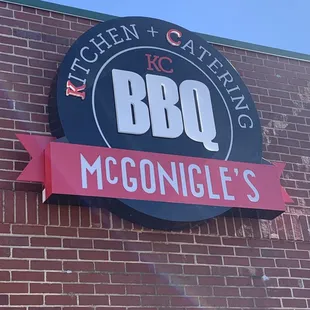 KITCHEN + CATERING
KC
BBQ
McGONIGLE'S